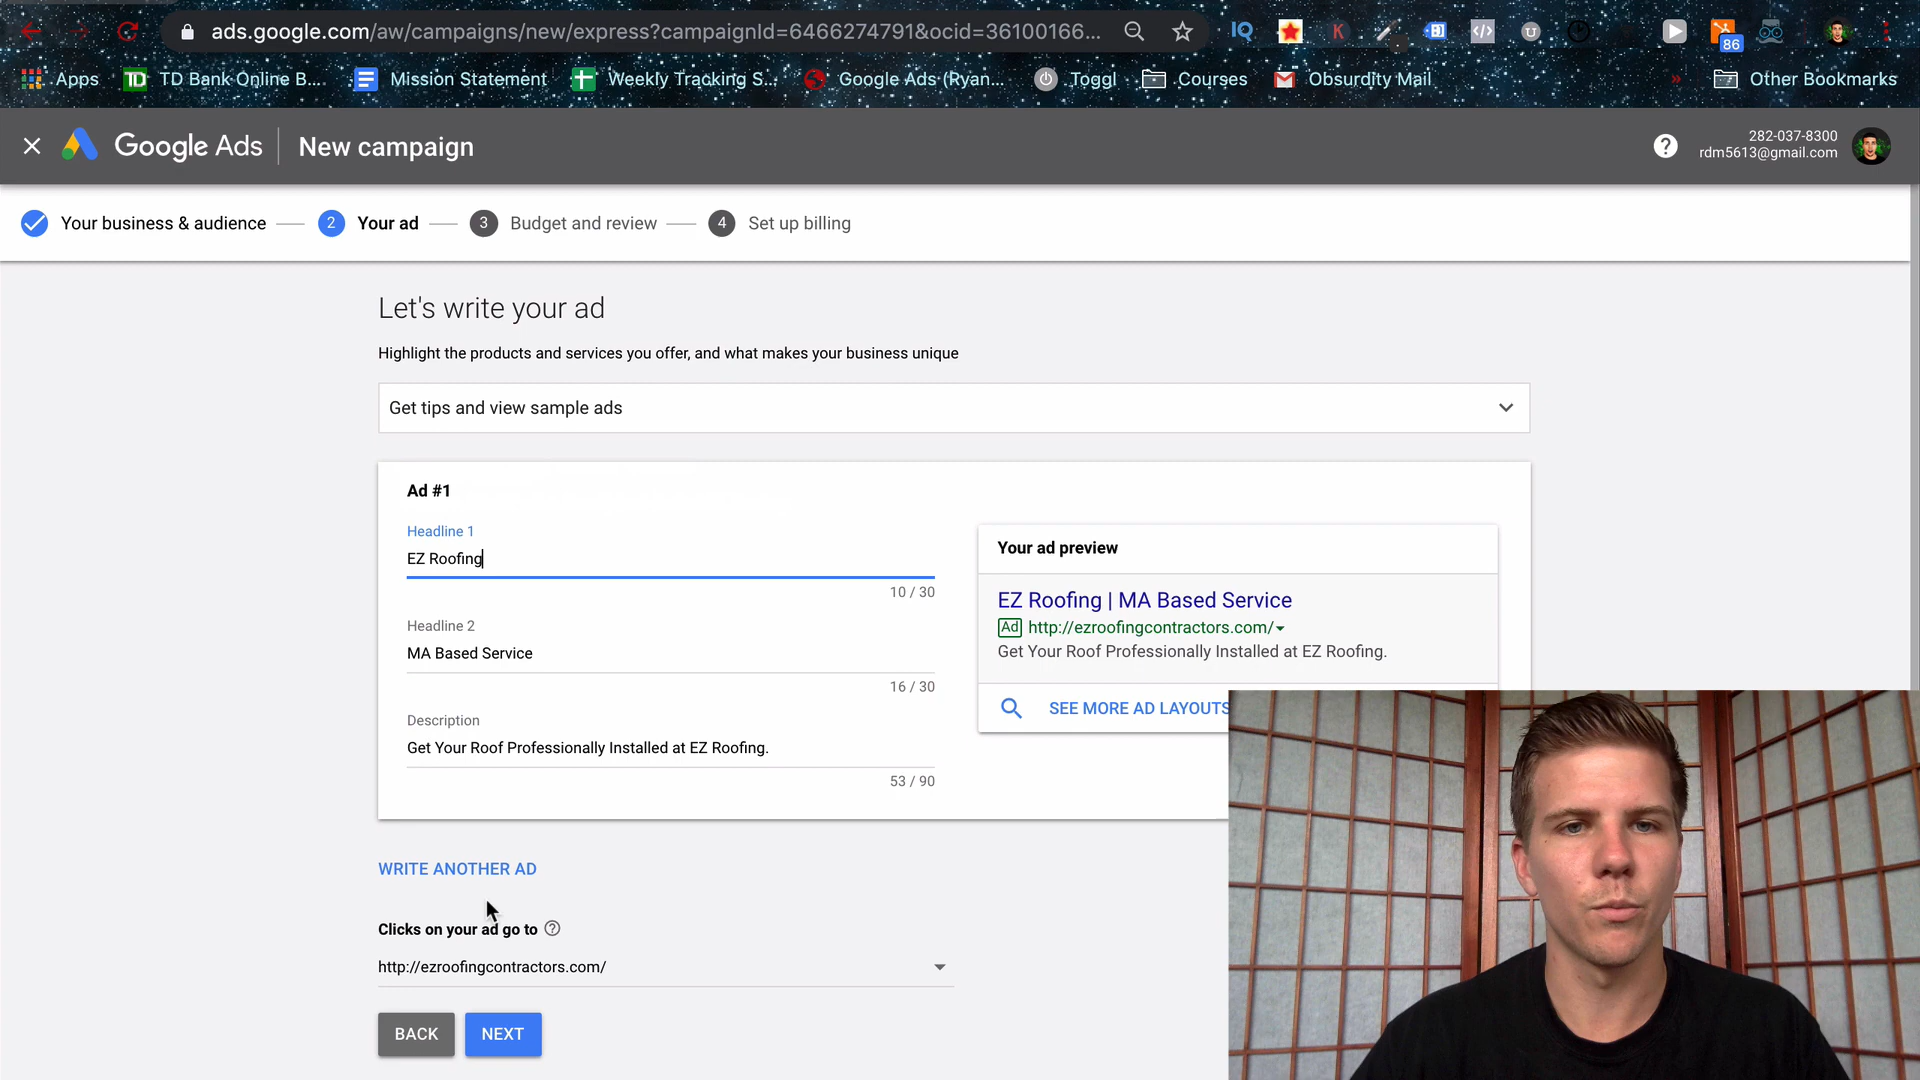 ads.google.com/aw/campaigns/new/express?campaignId=6466274791&ocid=36100166...
86
Apps
TD Bank Online B...
Mission Statement
Weekly Tracking S...
Google Ads (Ryan...
Toggl
Courses
Absurdity Mail
»
Other Bookmarks
Google Ads
New campaign
282-037-8300
rdm5613@gmail.com
Your business & audience
2 Your ad
3 Budget and review
4 Set up billing
Let's write your ad
Highlight the products and services you offer, and what makes your business unique
Get tips and view sample ads
Ad #1
Headline 1
EZ Roofing
10 / 30
Headline 2
MA Based Service
16 / 30
Description
Get Your Roof Professionally Installed at EZ Roofing.
53 / 90
Your ad preview
EZ Roofing | MA Based Service
Ad http://ezroofingcontractors.com/
Get Your Roof Professionally Installed at EZ Roofing.
SEE MORE AD LAYOUTS
WRITE ANOTHER AD
Clicks on your ad go to
http://ezroofingcontractors.com/
BACK
NEXT